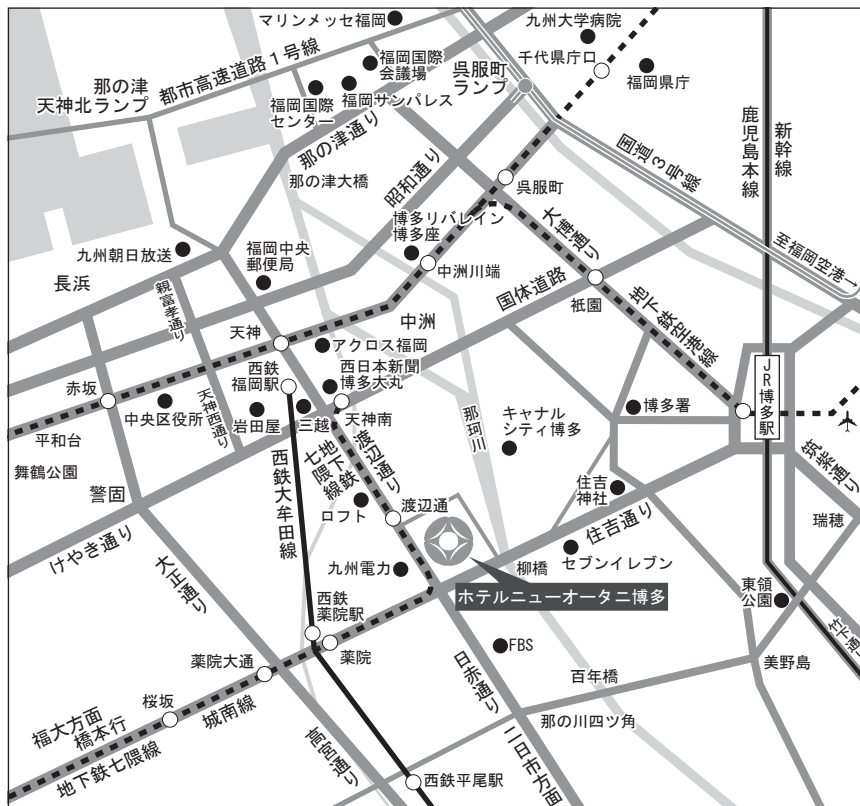 マリンメッセ福岡
九州大学病院
千代県庁口
福岡県庁
那の津
天神北ランプ
都市高速道路1号線
福岡国際
会議場
呉服町
ランプ
福岡サンパレス
福岡国際
センター
那の津通り
那の津大橋
昭和通り
呉服町
国道3号線
鹿児島本線
新幹線
至福岡空港→
九州朝日放送
福岡中央
郵便局
博多リバレイン
博多座
中洲川端
大博通り
国体道路
祇園
地下鉄空港線
長浜
親富孝通り
天神
中洲
アクロス福岡
西鉄
福岡駅
西日本新聞
博多大丸
JR博多駅
赤坂
中央区役所
天神西通り
岩田屋
三越
天神南
那珂川
キャナル
シティ博多
博多署
平和台
舞鶴公園
警固
けやき通り
西鉄大牟田線
七隈線
地下鉄
渡辺通り
ロフト
渡辺通
住吉
神社
住吉通り
筑紫通り
瑞穂
大正通り
九州電力
柳橋
セブンイレブン
ホテルニューオータニ博多
東領
公園
竹下通り
西鉄
薬院駅
薬院
FBS
薬院大通
日赤通り
百年橋
美野島
桜坂
城南線
福大方面
橋本行
地下鉄七隈線
高宮通り
那の川四ツ角
二日市方面
西鉄平尾駅